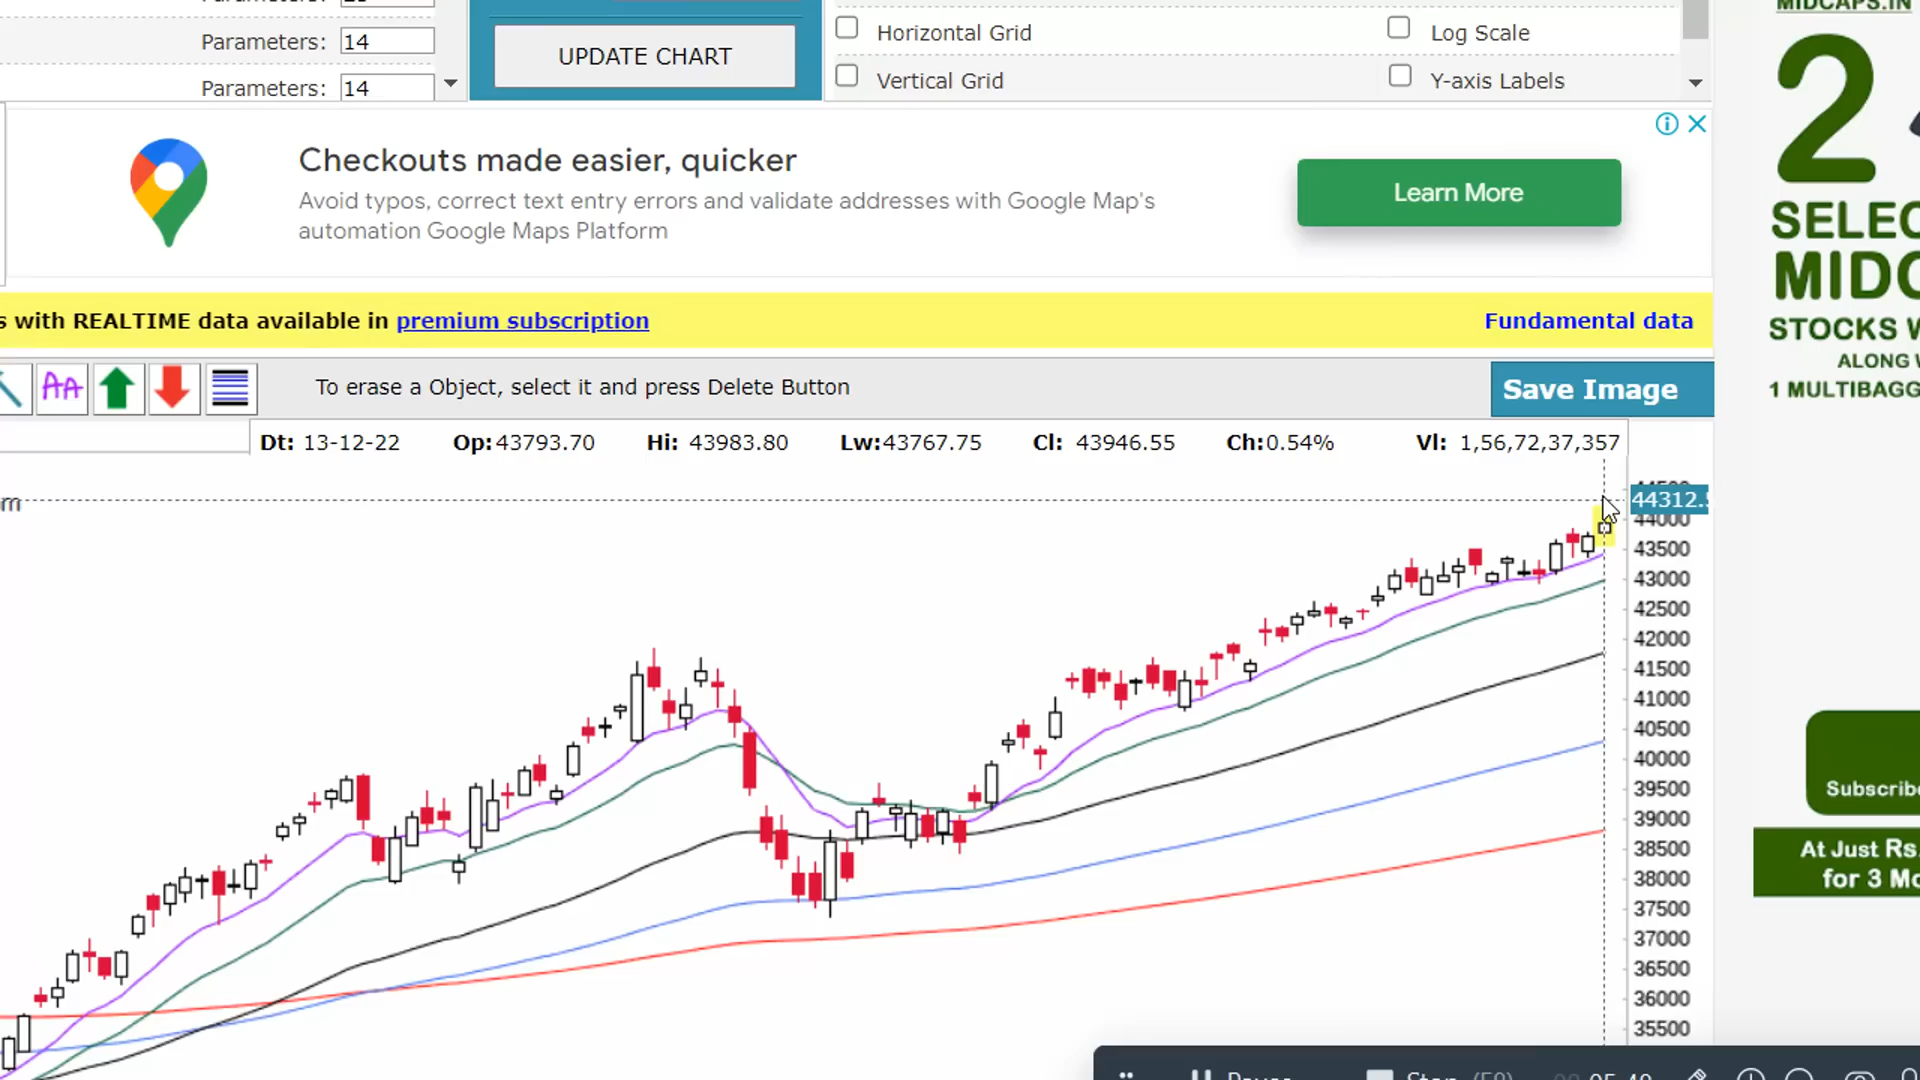 MIDCAPS.IN
Parameters:
Parameters: 14
Parameters: 14
UPDATE CHART
Horizontal Grid
Log Scale
Vertical Grid
Y-axis Labels
2
SELEC
MIDC
STOCKS W
ALONG W
1 MULTIBAGG
Checkouts made easier, quicker
Avoid typos, correct text entry errors and validate addresses with Google Map's
automation Google Maps Platform
Learn More
s with REALTIME data available in premium subscription
Fundamental data
AA
To erase a Object, select it and press Delete Button
Save Image
Dt: 13-12-22 Op:43793.70 Hi: 43983.80 Lw:43767.75 Cl: 43946.55 Ch:0.54% Vl: 1,56,72,37,357
m
44500
44312.
44000
43500
43000
42500
42000
41500
41000
40500
40000
39500
39000
38500
38000
37500
37000
36500
36000
35500
Subscribe
At Just Rs.
for 3 Mo